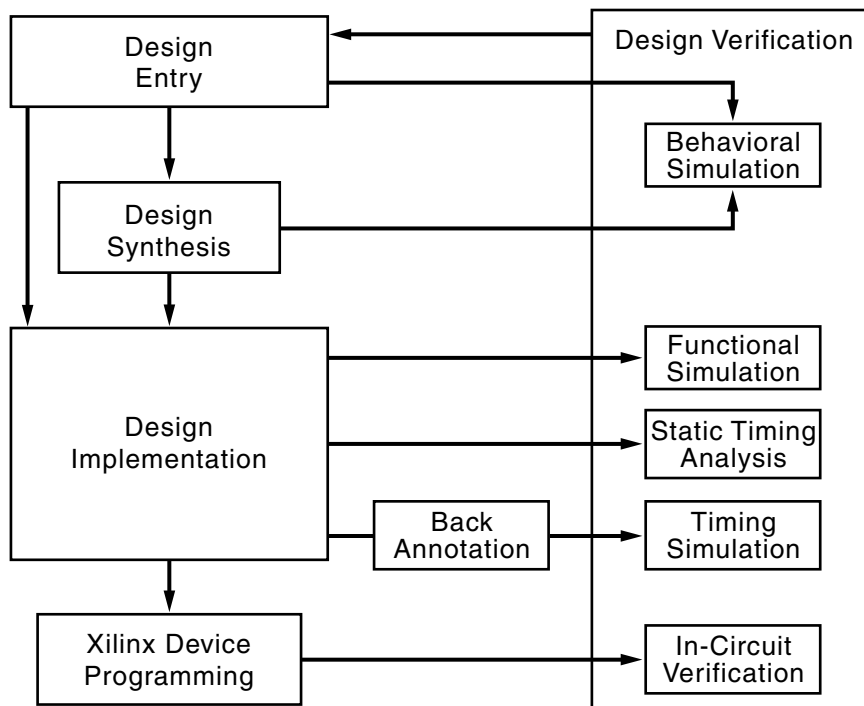 Design
Entry
Design Verification
Behavioral
Simulation
Design
Synthesis
Functional
Simulation
Design
Implementation
Static Timing
Analysis
Back
Annotation
Timing
Simulation
Xilinx Device
Programming
In-Circuit
Verification